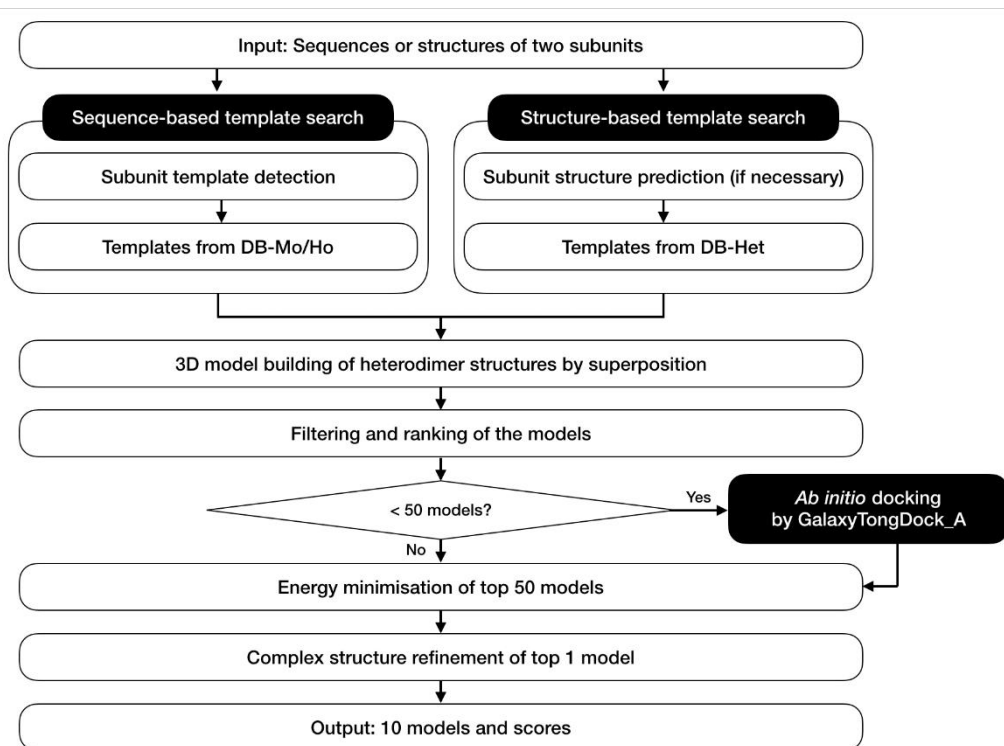 Input: Sequences or structures of two subunits
Sequence-based template search
Structure-based template search
Subunit template detection
Subunit structure prediction (if necessary)
Templates from DB-Mo/Ho
Templates from DB-Het
3D model building of heterodimer structures by superposition
Filtering and ranking of the models
< 50 models?
Yes
Ab initio docking
by GalaxyTongDock_A
No
Energy minimisation of top 50 models
Complex structure refinement of top 1 model
Output: 10 models and scores